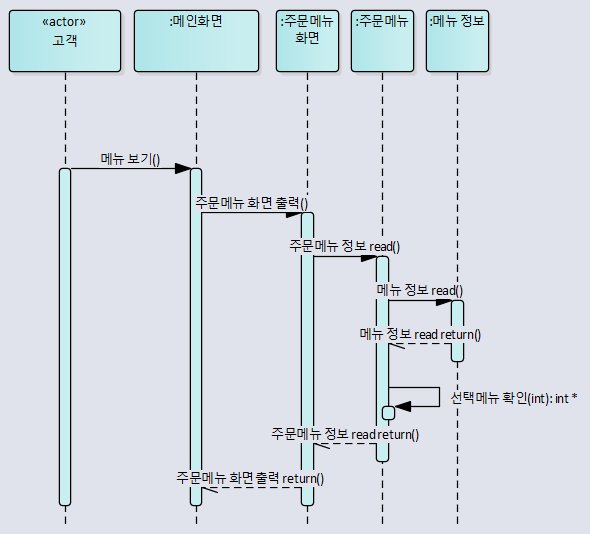 «actor»
고객
:메인화면
:주문메뉴
화면
:주문메뉴
:메뉴 정보
메뉴 보기()
주문메뉴 화면 출력()
주문메뉴 정보 read()
메뉴 정보 read()
메뉴 정보 read return()
선택메뉴 확인(int): int *
주문메뉴 정보 read return()
주문메뉴 화면 출력 return()